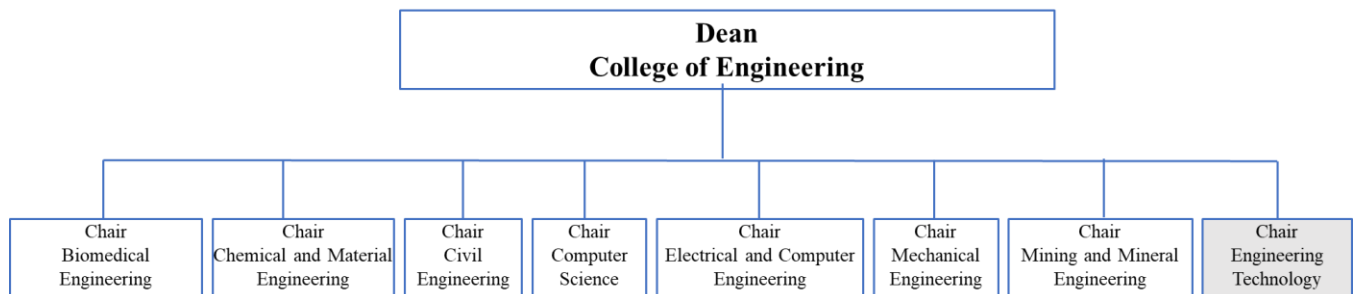 Dean
College of Engineering
Chair
Biomedical
Engineering
Chair
Chemical and Material
Engineering
Chair
Civil
Engineering
Chair
Computer
Science
Chair
Electrical and Computer
Engineering
Chair
Mechanical
Engineering
Chair
Mining and Mineral
Engineering
Chair
Engineering
Technology